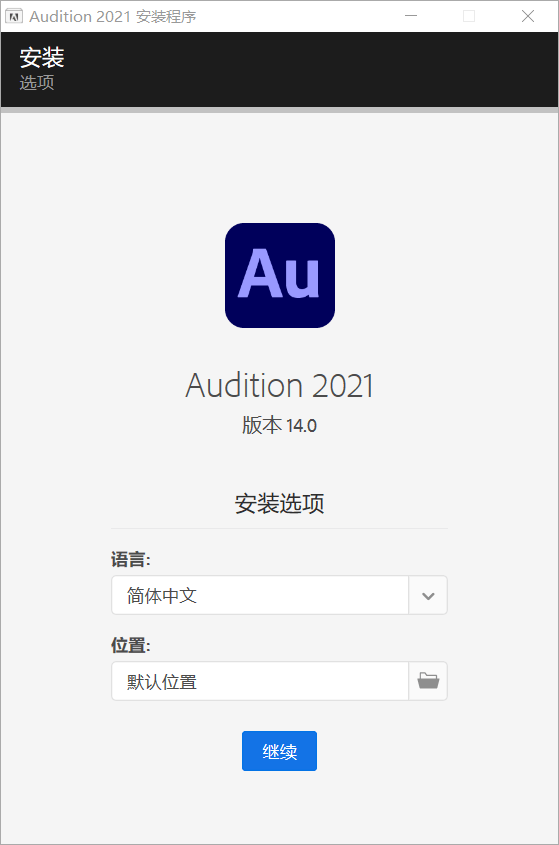 Audition 2021 安装程序
安装
选项
Au
Audition 2021
版本 14.0
安装选项
语言:
简体中文
位置:
默认位置
继续